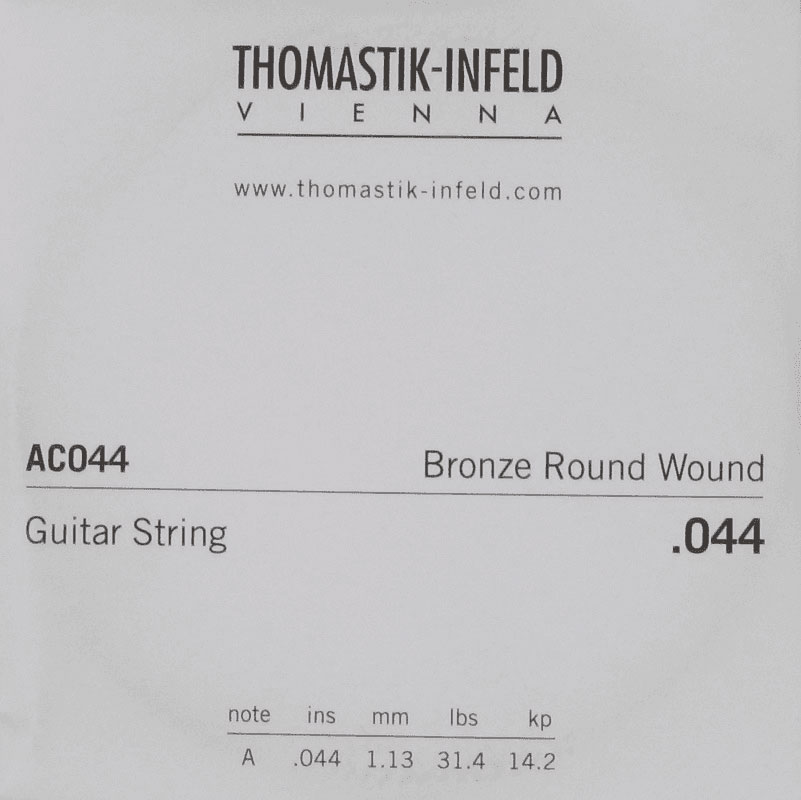 THOMASTIK-INFELD
VIENNA
www.thomastik-infeld.com
AC044 Bronze Round Wound
Guitar String .044
note ins mm lbs kp
A .044 1.13 31.4 14.2